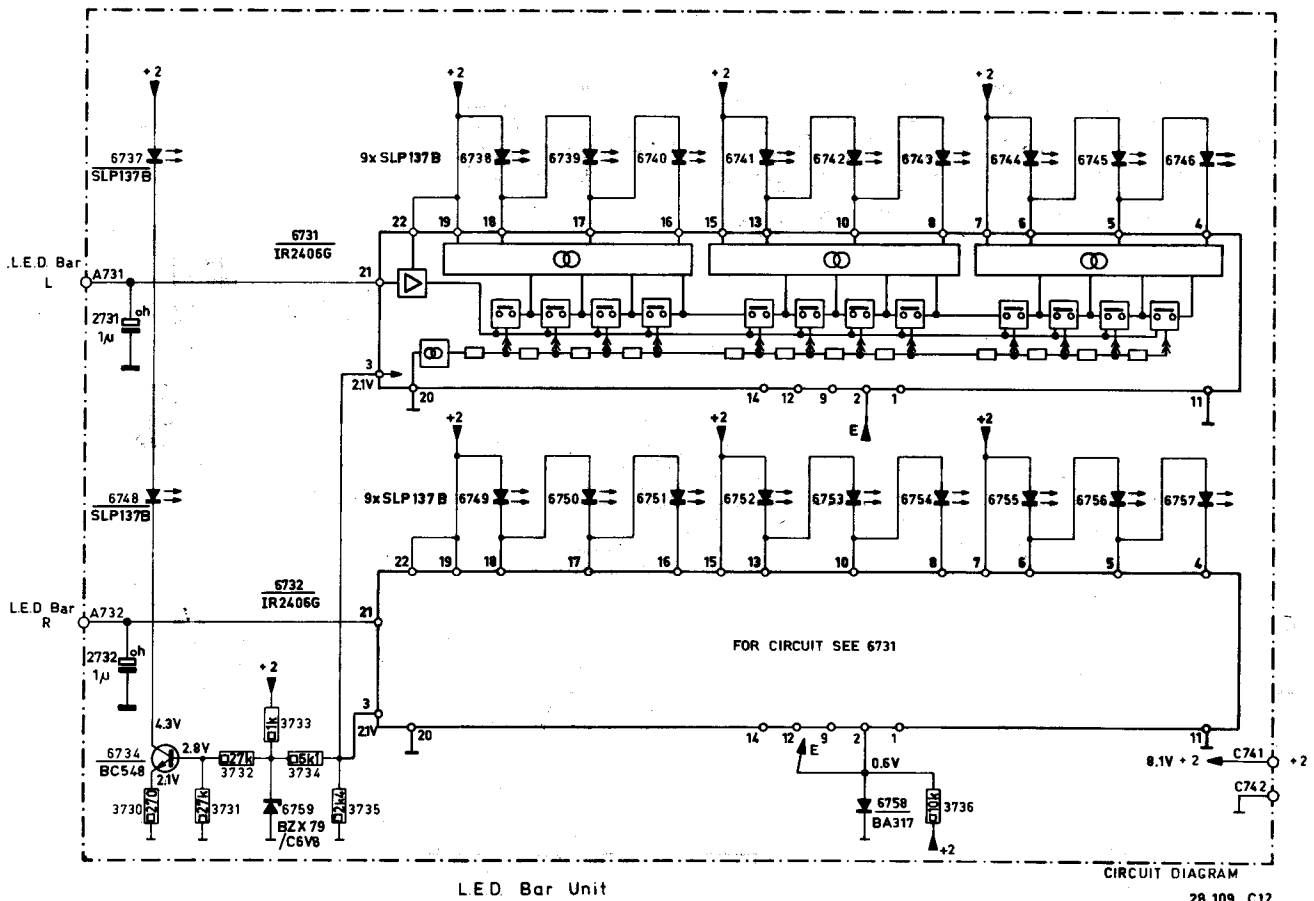 +2 +2 +2 +2
6737
SLP137B
9x SLP137B 6738 6739 6740 6741 6742 6743 6744 6745 6746
22 19 18 17 16 15 13 10 8 7 6 5 4
6731
IR2406G
L.E.D. Bar
L
A731
21
2731
1µ
3
2.1V
20 14 12 9 2 1 11
E
+2 +2 +2
6748
SLP137B
9x SLP137B 6749 6750 6751 6752 6753 6754 6755 6756 6757
22 19 18 17 16 15 13 10 8 7 6 5 4
6732
IR2406G
L.E.D Bar
R
A732
21
FOR CIRCUIT SEE 6731
2732
1µ
+2
3
2.1V
20 14 12 9 2 1 11
4.3V
1k 3733
6734
BC548
2.8V
27k
3732
5k1
3734
2.1V
E
0.6V
8.1V +2 C741 +2
C742
3730 270 27k 3731
6759
BZX79
/C6V8
2k4 3735
6758
BA317
10k 3736
+2
L.E.D. Bar Unit
CIRCUIT DIAGRAM
28 109 C12